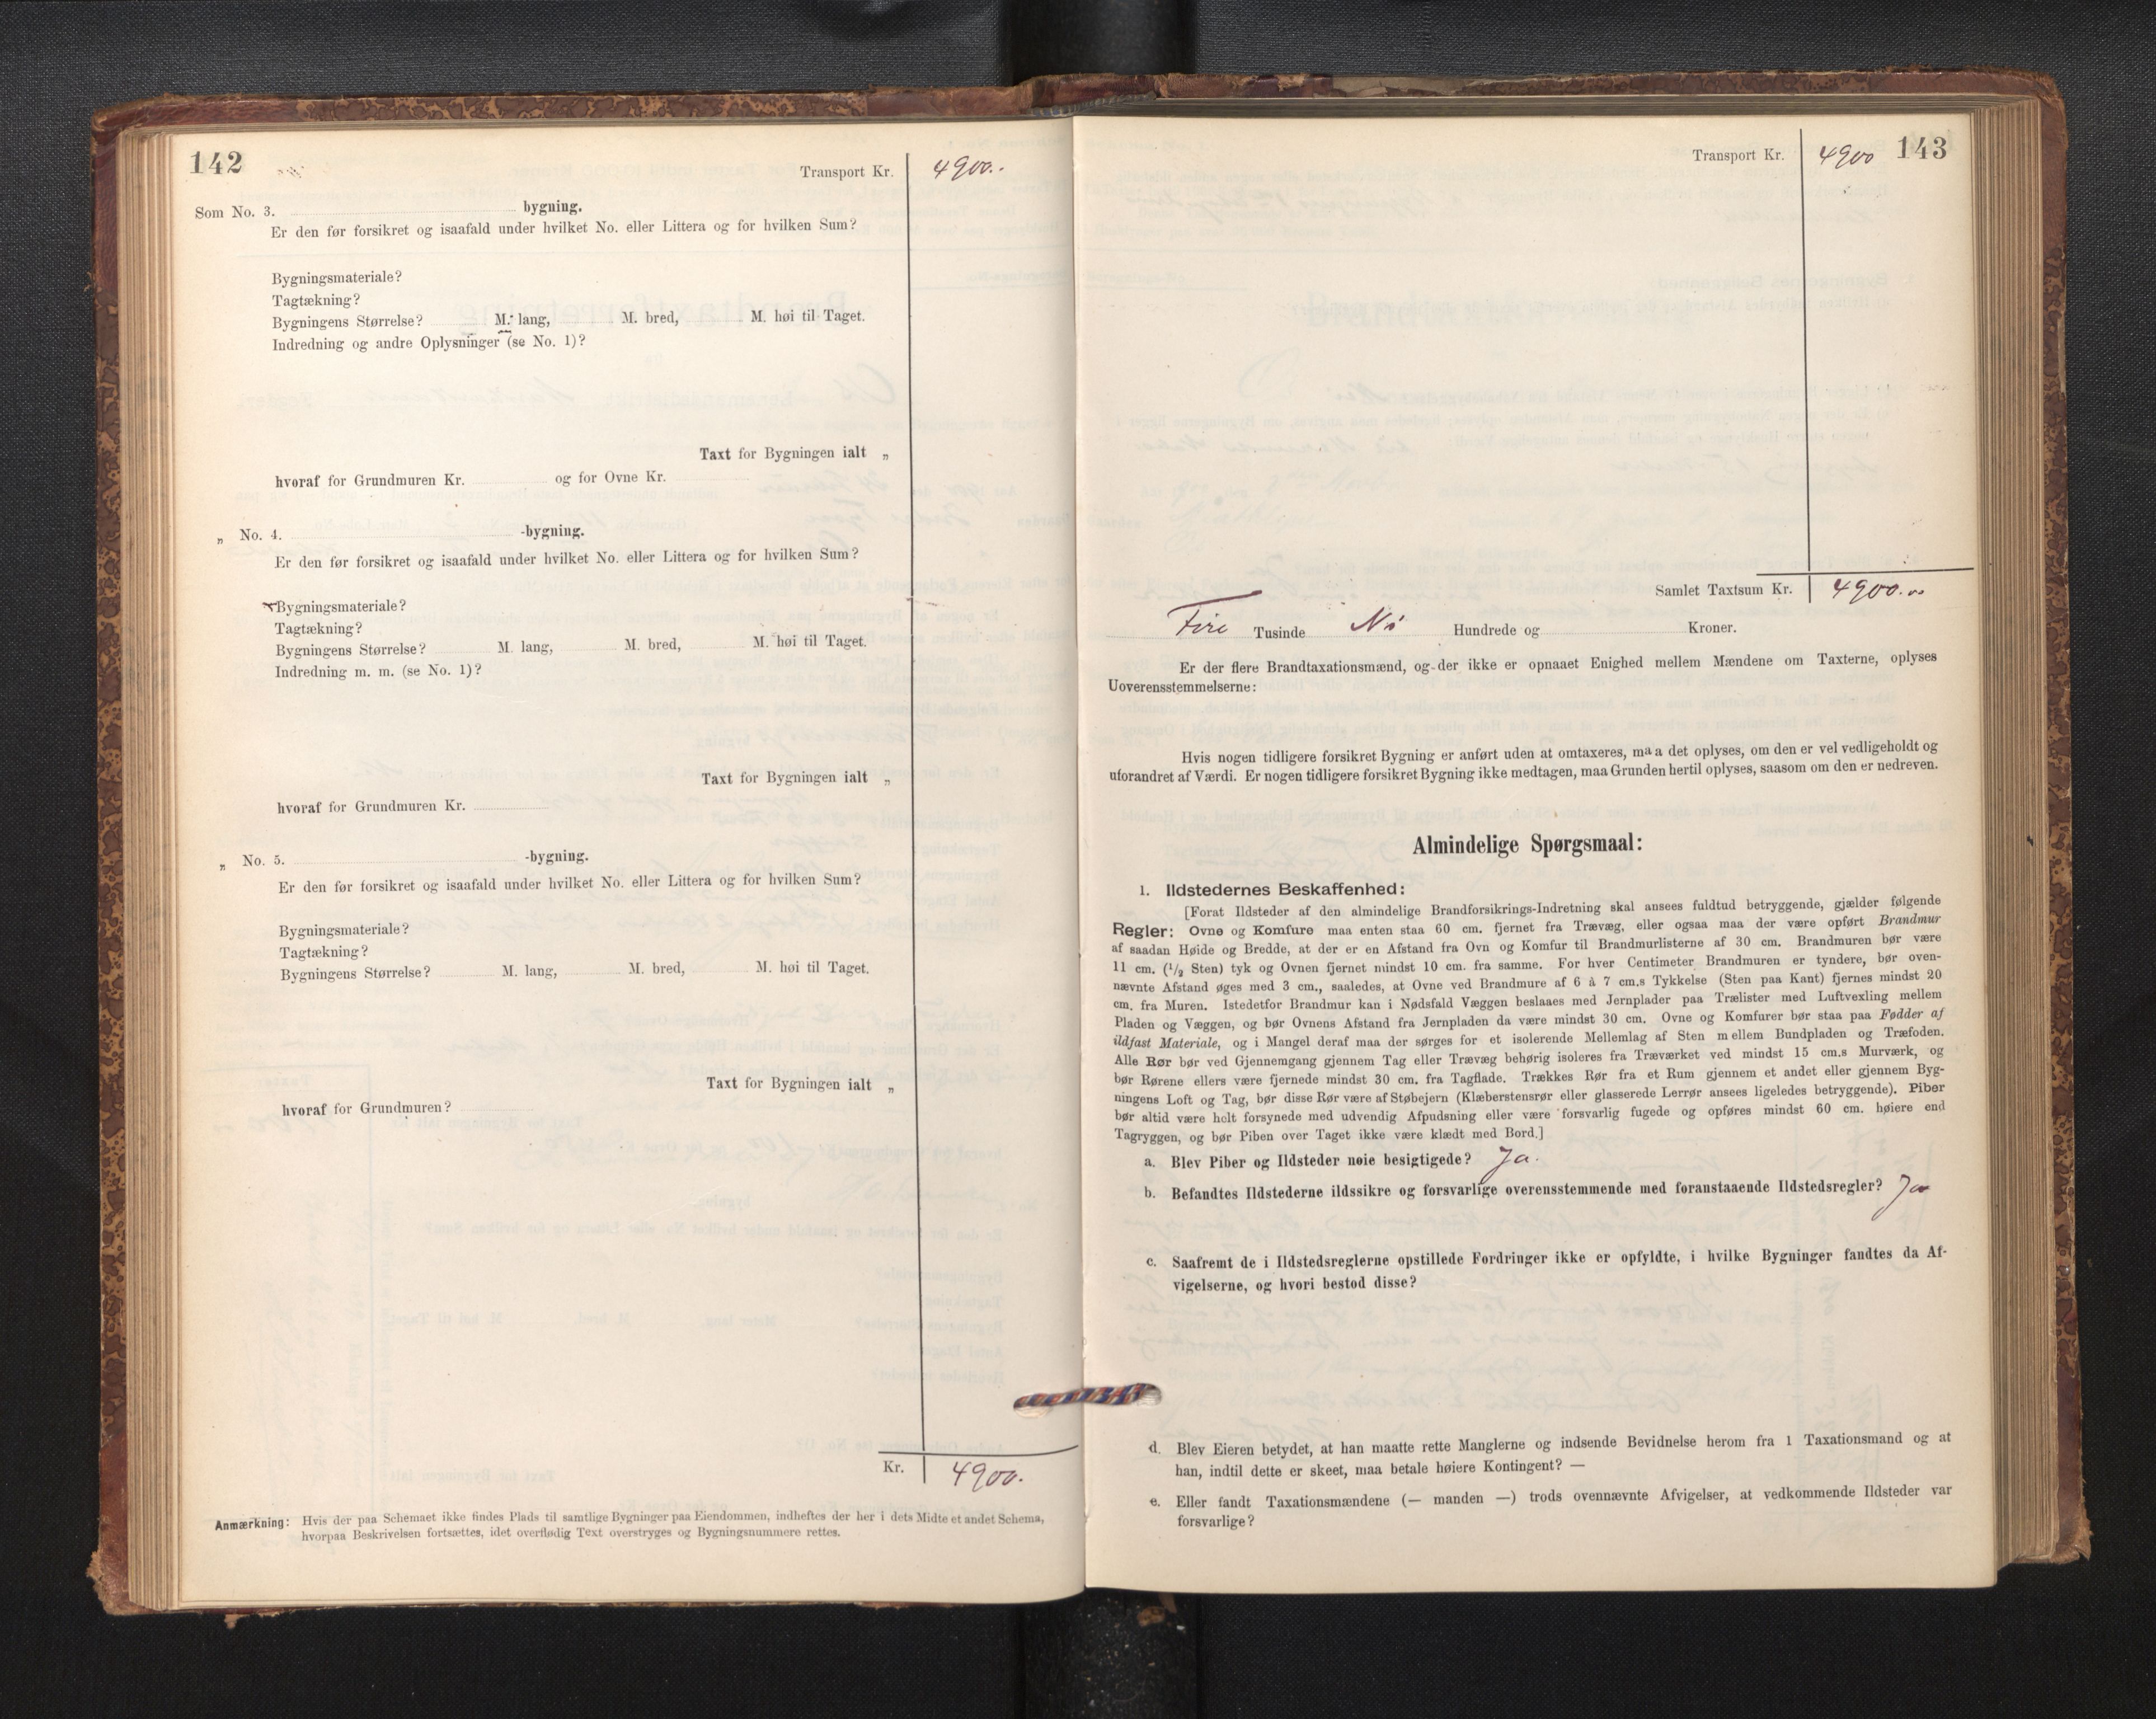 142
Transport Kr. 4900.-
Som No. 3. bygning.
Er den før forsikret og isaafald under hvilket No. eller Littera og for hvilken Sum?
Bygningsmateriale?
Tagtækning?
Bygningens Størrelse? M. lang, M. bred, M. høi til Taget.
Indredning og andre Oplysninger (se No. 1)?
Taxt for Bygningen ialt „
hvoraf for Grundmuren Kr. og for Ovne Kr.
„ No. 4. -bygning.
Er den før forsikret og isaafald under hvilket No. eller Littera og for hvilken Sum?
Bygningsmateriale?
Tagtækning?
Bygningens Størrelse? M. lang, M. bred, M. høi til Taget.
Indredning m. m. (se No. 1)?
Taxt for Bygningen ialt „
hvoraf for Grundmuren Kr.
„ No. 5. -bygning.
Er den før forsikret og isaafald under hvilket No. eller Littera og for hvilken Sum?
Bygningsmateriale?
Tagtækning?
Bygningens Størrelse? M. lang, M. bred, M. høi til Taget.
Taxt for Bygningen ialt „
hvoraf for Grundmuren?
Kr. 4900.
Anmærkning: Hvis der paa Schemaet ikke findes Plads til samtlige Bygninger paa Eiendommen, indheftes der her i dets Midte et andet Schema,
hvorpaa Beskrivelsen fortsættes, idet overflødig Text overstryges og Bygningsnummere rettes.
Transport Kr. 4900 143
Samlet Taxtsum Kr. 4900.00
Fire Tusinde Ni Hundrede og Kroner.
Er der flere Brandtaxationsmænd, og der ikke er opnaaet Enighed mellem Mændene om Taxterne, oplyses
Uoverensstemmelserne:
Hvis nogen tidligere forsikret Bygning er anført uden at omtaxeres, maa det oplyses, om den er vel vedligeholdt og
uforandret af Værdi. Er nogen tidligere forsikret Bygning ikke medtagen, maa Grunden hertil oplyses, saasom om den er nedreven.
Almindelige Spørgsmaal:
1. Ildstedernes Beskaffenhed:
[Forat Ildsteder af den almindelige Brandforsikrings-Indretning skal ansees fuldtud betryggende, gjælder følgende
Regler: Ovne og Komfure maa enten staa 60 cm. fjernet fra Trævæg, eller ogsaa maa der være opført Brandmur
af saadan Høide og Bredde, at der er en Afstand fra Ovn og Komfur til Brandmurlisterne af 30 cm. Brandmuren bør være
11 cm. (1/2 Sten) tyk og Ovnen fjernet mindst 10 cm. fra samme. For hver Centimeter Brandmuren er tyndere, bør oven-
nævnte Afstand øges med 3 cm., saaledes, at Ovne ved Brandmure af 6 à 7 cm.s Tykkelse (Sten paa Kant) fjernes mindst 20
cm. fra Muren. Istedetfor Brandmur kan i Nødsfald Væggen beslaaes med Jernplader paa Trælister med Luftvexling mellem
Pladen og Væggen, og bør Ovnens Afstand fra Jernpladen da være mindst 30 cm. Ovne og Komfurer bør staa paa Fødder af
ildfast Materiale, og i Mangel deraf maa der sørges for et isolerende Mellemlag af Sten mellem Bundpladen og Træfoden.
Alle Rør bør ved Gjennemgang gjennem Tag eller Trævæg behørig isoleres fra Træværket ved mindst 15 cm.s Murværk, og
bør Rørene ellers være fjernede mindst 30 cm. fra Tagflade. Trækkes Rør fra et Rum gjennem et andet eller gjennem Byg-
ningens Loft og Tag, bør disse Rør være af Støbejern (Klæberstensrør eller glasserede Lerrør ansees ligeledes betryggende). Piber
bør altid være helt forsynede med udvendig Afpudsning eller være forsvarlig fugede og opføres mindst 60 cm. høiere end
Tagryggen, og bør Piben over Taget ikke være klædt med Bord.]
a. Blev Piber og Ildsteder nøie besigtigede? Ja.
b. Befandtes Ildstederne ildssikre og forsvarlige overensstemmende med foranstaaende Ildstedsregler? Ja
c. Saafremt de i Ildstedsreglerne opstillede Fordringer ikke er opfyldte, i hvilke Bygninger fandtes da Af-
vigelserne, og hvori bestod disse?
d. Blev Eieren betydet, at han maatte rette Manglerne og indsende Bevidnelse herom fra 1 Taxationsmand og at
han, indtil dette er skeet, maa betale høiere Kontingent? —
e. Eller fandt Taxationsmændene (— manden —) trods ovennævnte Afvigelser, at vedkommende Ildsteder var
forsvarlige?